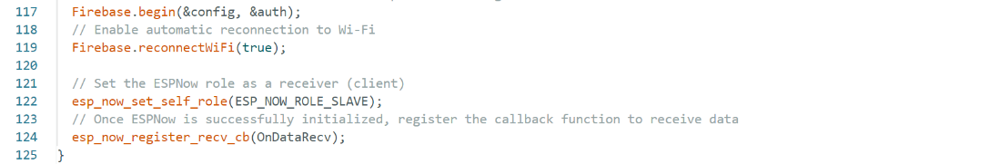 117 Firebase.begin(&config, &auth);
118 // Enable automatic reconnection to Wi-Fi
119 Firebase.reconnectWiFi(true);
120
121 // Set the ESPNow role as a receiver (client)
122 esp_now_set_self_role(ESP_NOW_ROLE_SLAVE);
123 // Once ESPNow is successfully initialized, register the callback function to receive data
124 esp_now_register_recv_cb(OnDataRecv);
125 }